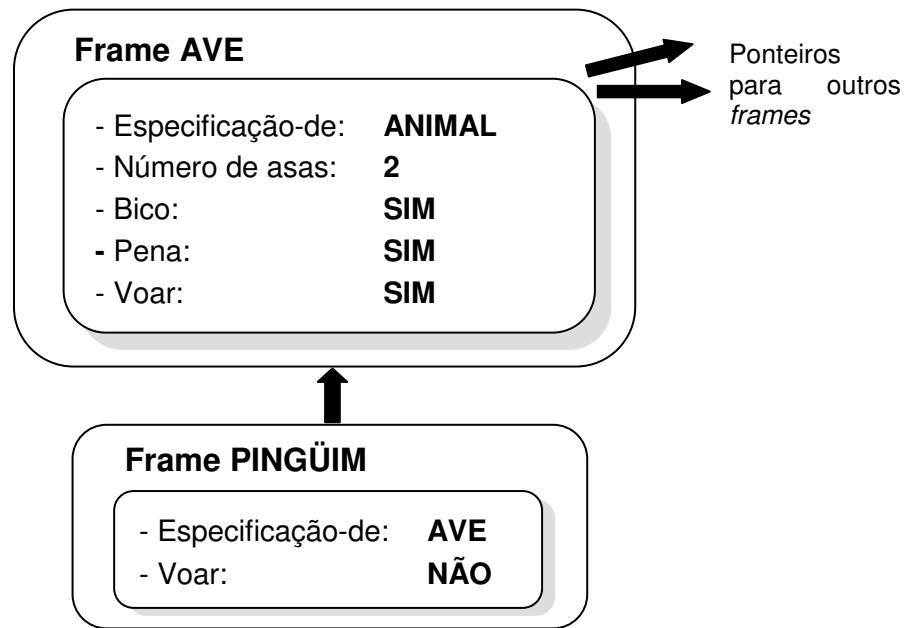 Frame AVE
- Especificação-de: ANIMAL
- Número de asas: 2
- Bico: SIM
- Pena: SIM
- Voar: SIM
Ponteiros
para outros
frames
Frame PINGÜIM
- Especificação-de: AVE
- Voar: NÃO